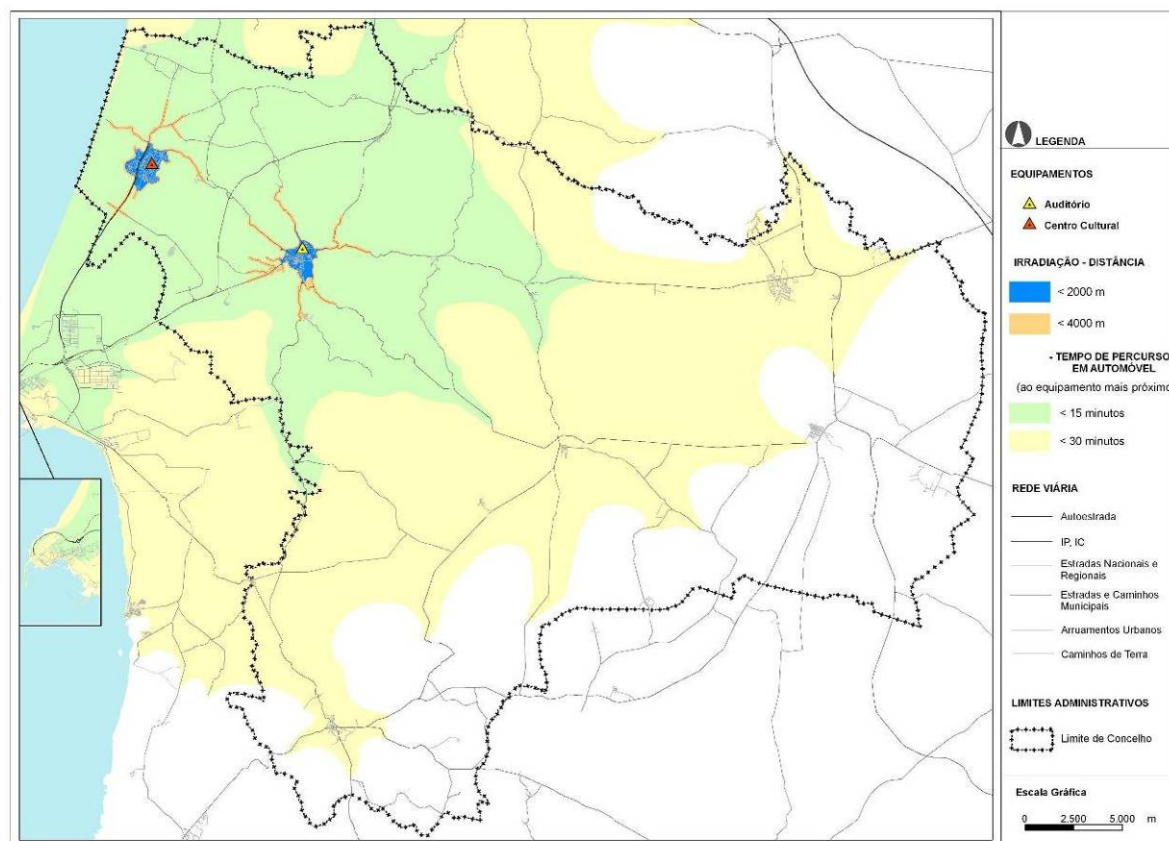 LEGENDA
EQUIPAMENTOS
Auditório
Centro Cultural
IRRADIAÇÃO - DISTÂNCIA
< 2000 m
< 4000 m
- TEMPO DE PERCURSO
EM AUTOMÓVEL
(ao equipamento mais próximo
< 15 minutos
< 30 minutos
REDE VIÁRIA
Autoestrada
IP, IC
Estradas Nacionais e
Regionais
Estradas e Caminhos
Municipais
Arruamentos Urbanos
Caminhos de Terra
LIMITES ADMINISTRATIVOS
Limite de Concelho
Escala Gráfica
0 2.500 5.000 m